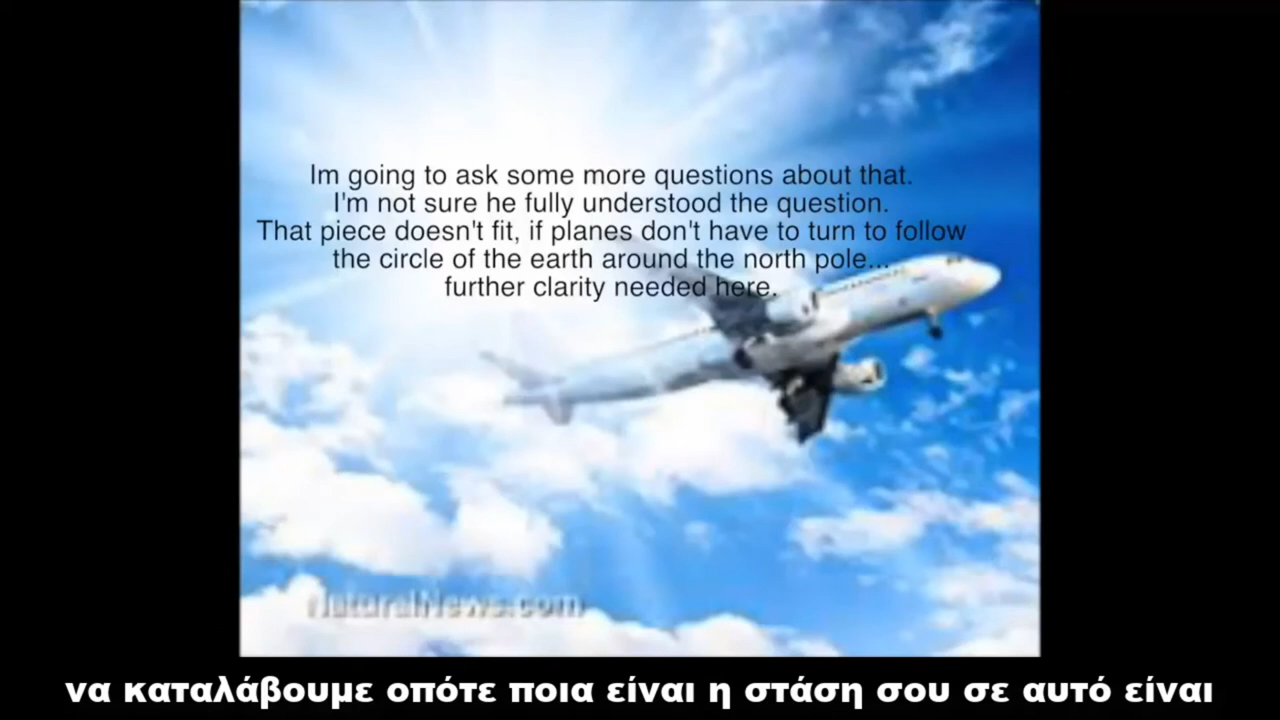 Im going to ask some more questions about that.
I'm not sure he fully understood the question.
That piece doesn't fit, if planes don't have to turn to follow
the circle of the earth around the north pole...
further clarity needed here.
NaturalNews.com
να καταλάβουμε οπότε ποια είναι η στάση σου σε αυτό είναι